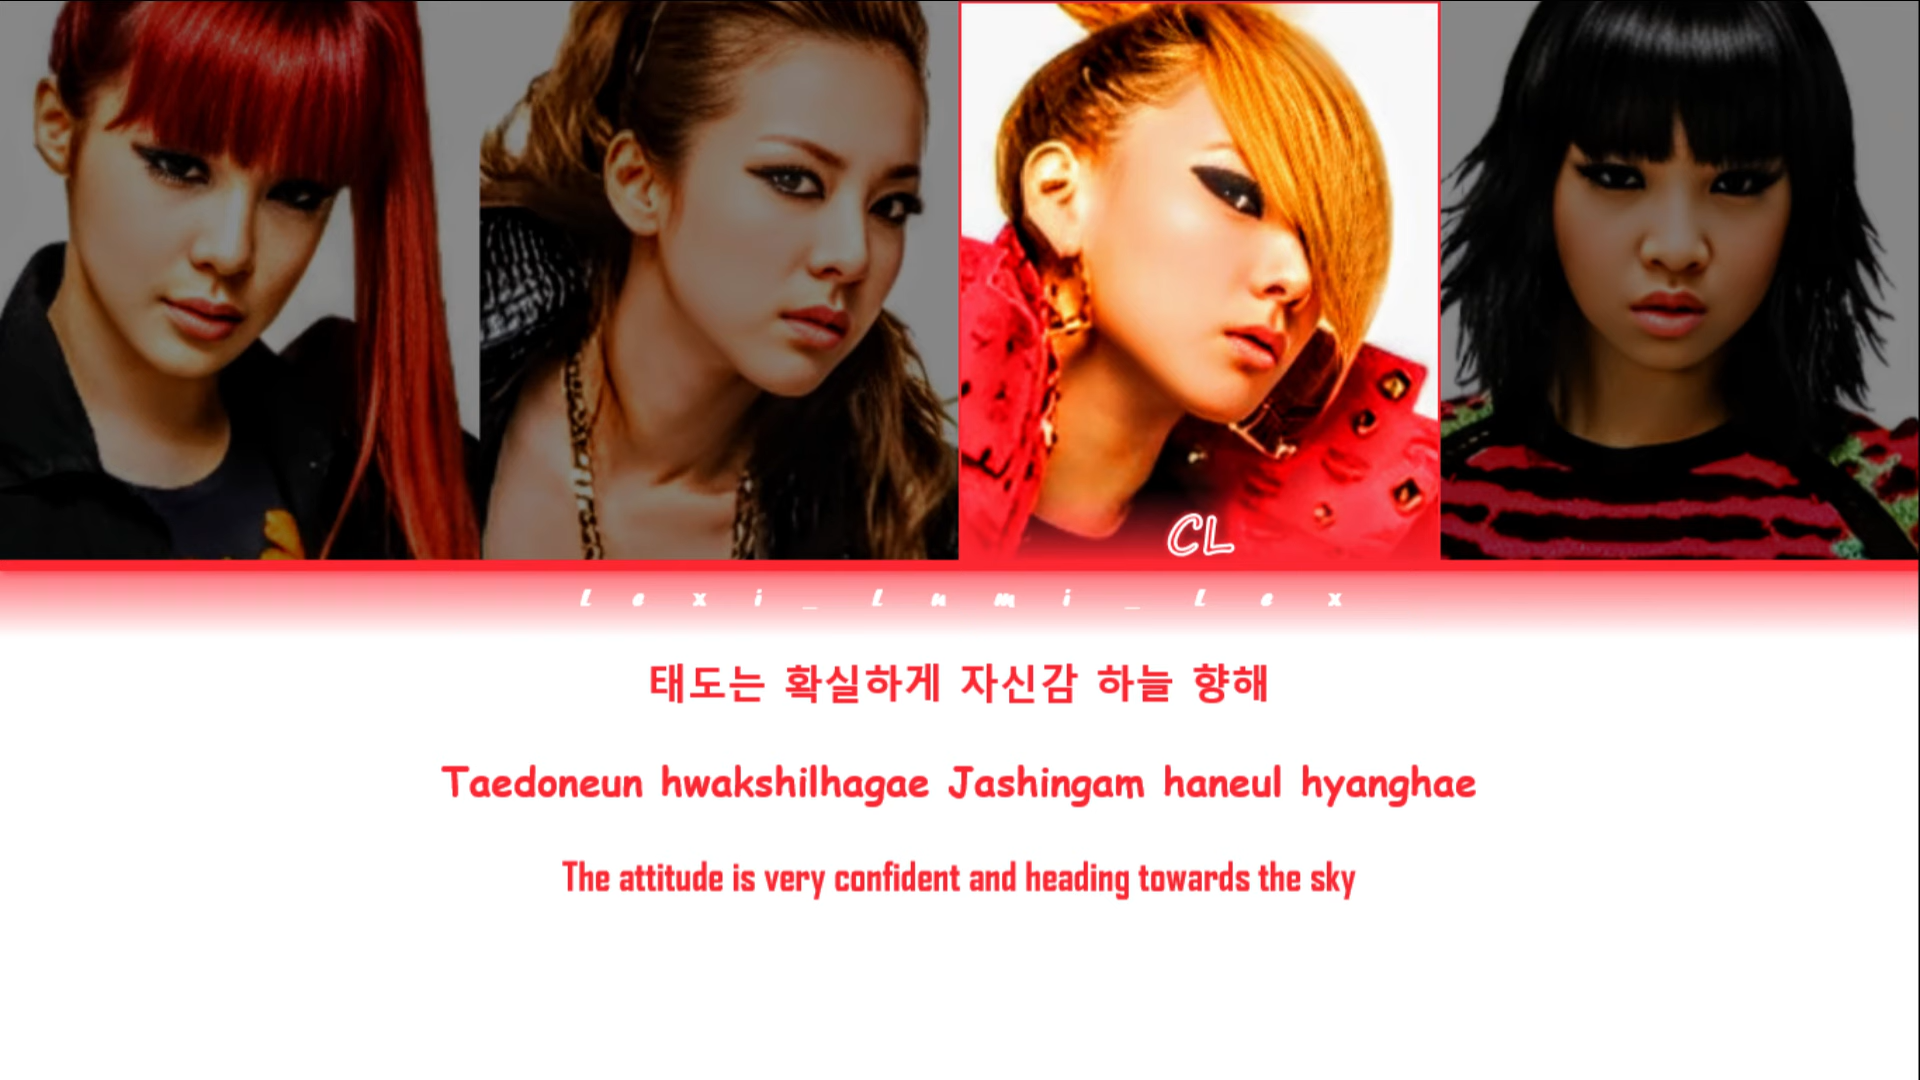 CL
Lexi_Lumi_Lex
태도는 확실하게 자신감 하늘 향해
Taedoneun hwakshilhagae Jashingam haneul hyanghae
The attitude is very confident and heading towards the sky